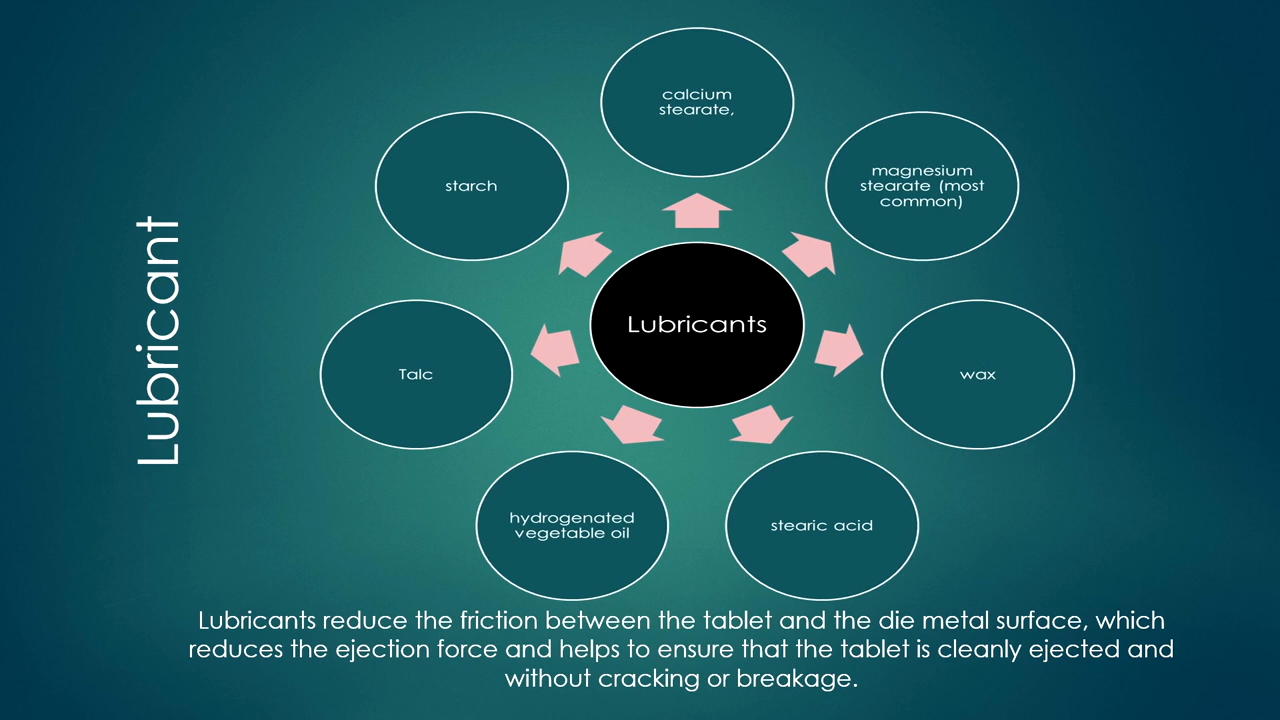 Lubricant
calcium
stearate,
magnesium
stearate (most
common)
wax
stearic acid
hydrogenated
vegetable oil
Talc
starch
Lubricants
Lubricants reduce the friction between the tablet and the die metal surface, which
reduces the ejection force and helps to ensure that the tablet is cleanly ejected and
without cracking or breakage.